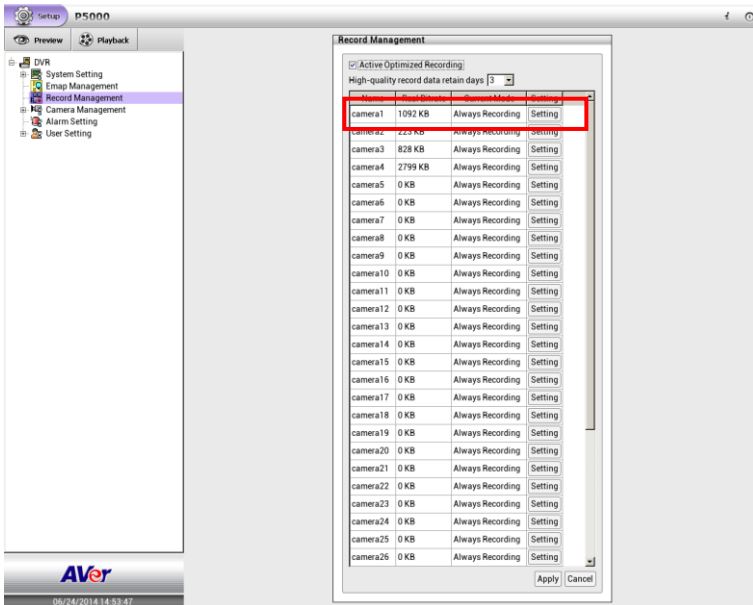 Setup P5000
Preview Playback
DVR
System Setting
Emap Management
Record Management
Camera Management
Alarm Setting
User Setting
AVer
06/24/2014 14:53:47
Record Management
Active Optimized Recording
High-quality record data retain days 3
Name Real Bitrate Current Mode Setting
camera1 1092 KB Always Recording Setting
camera2 223 KB Always Recording Setting
camera3 828 KB Always Recording Setting
camera4 2799 KB Always Recording Setting
camera5 0 KB Always Recording Setting
camera6 0 KB Always Recording Setting
camera7 0 KB Always Recording Setting
camera8 0 KB Always Recording Setting
camera9 0 KB Always Recording Setting
camera10 0 KB Always Recording Setting
camera11 0 KB Always Recording Setting
camera12 0 KB Always Recording Setting
camera13 0 KB Always Recording Setting
camera14 0 KB Always Recording Setting
camera15 0 KB Always Recording Setting
camera16 0 KB Always Recording Setting
camera17 0 KB Always Recording Setting
camera18 0 KB Always Recording Setting
camera19 0 KB Always Recording Setting
camera20 0 KB Always Recording Setting
camera21 0 KB Always Recording Setting
camera22 0 KB Always Recording Setting
camera23 0 KB Always Recording Setting
camera24 0 KB Always Recording Setting
camera25 0 KB Always Recording Setting
camera26 0 KB Always Recording Setting
Apply Cancel